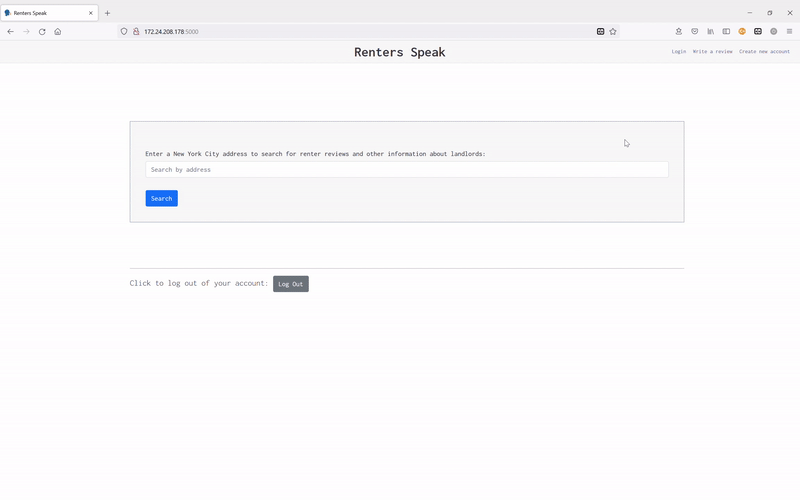 Renters Speak
172.24.208.178:5000
Renters Speak
Login Write a review Create new account
Enter a New York City address to search for renter reviews and other information about landlords:
Search by address
Search
Click to log out of your account: Log Out